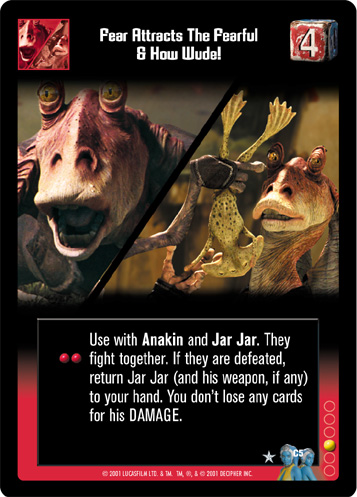 Fear Attracts The Fearful
& How Wude!
4
Use with Anakin and Jar Jar. They
fight together. If they are defeated,
return Jar Jar (and his weapon, if any)
to your hand. You don't lose any cards
for his DAMAGE.
C5
© 2001 LUCASFILM LTD. & TM. TM, ®, & © 2001 DECIPHER INC.